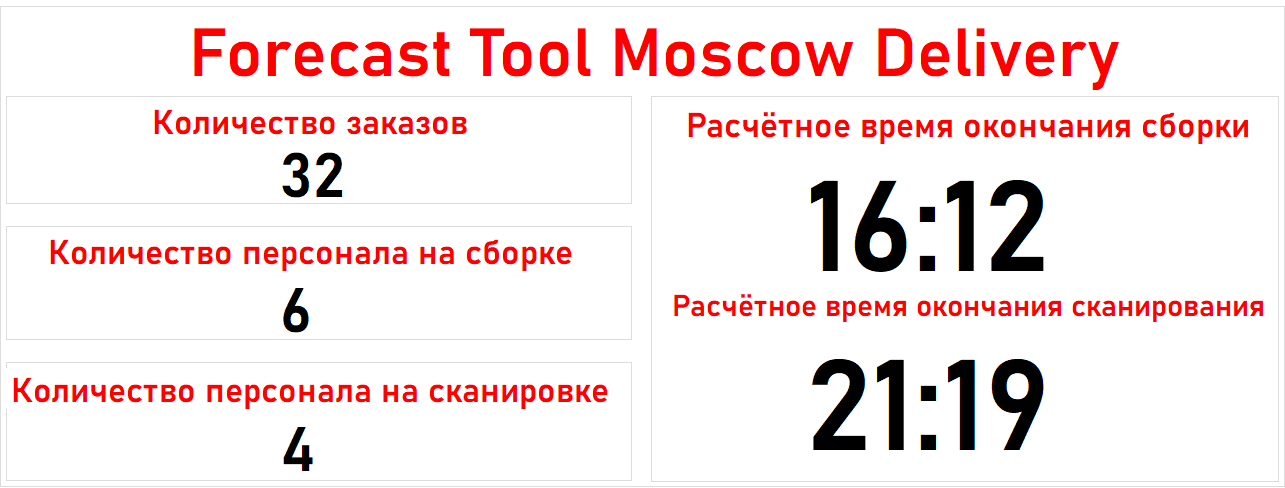 Forecast Tool Moscow Delivery
Количество заказов
32
Количество персонала на сборке
6
Количество персонала на сканировке
4
Расчётное время окончания сборки
16:12
Расчётное время окончания сканирования
21:19